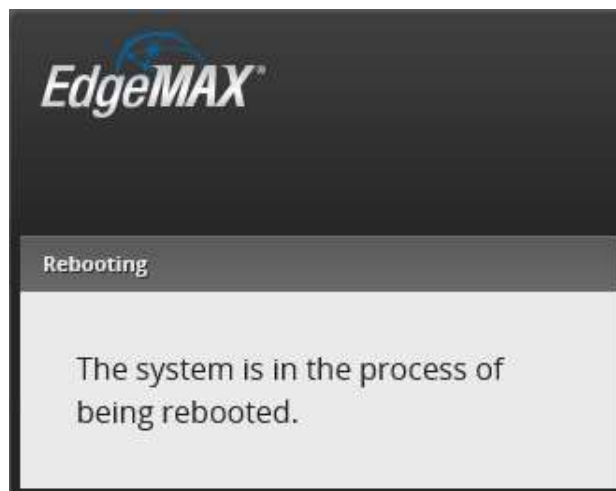 EdgeMAX®
Rebooting
The system is in the process of
being rebooted.